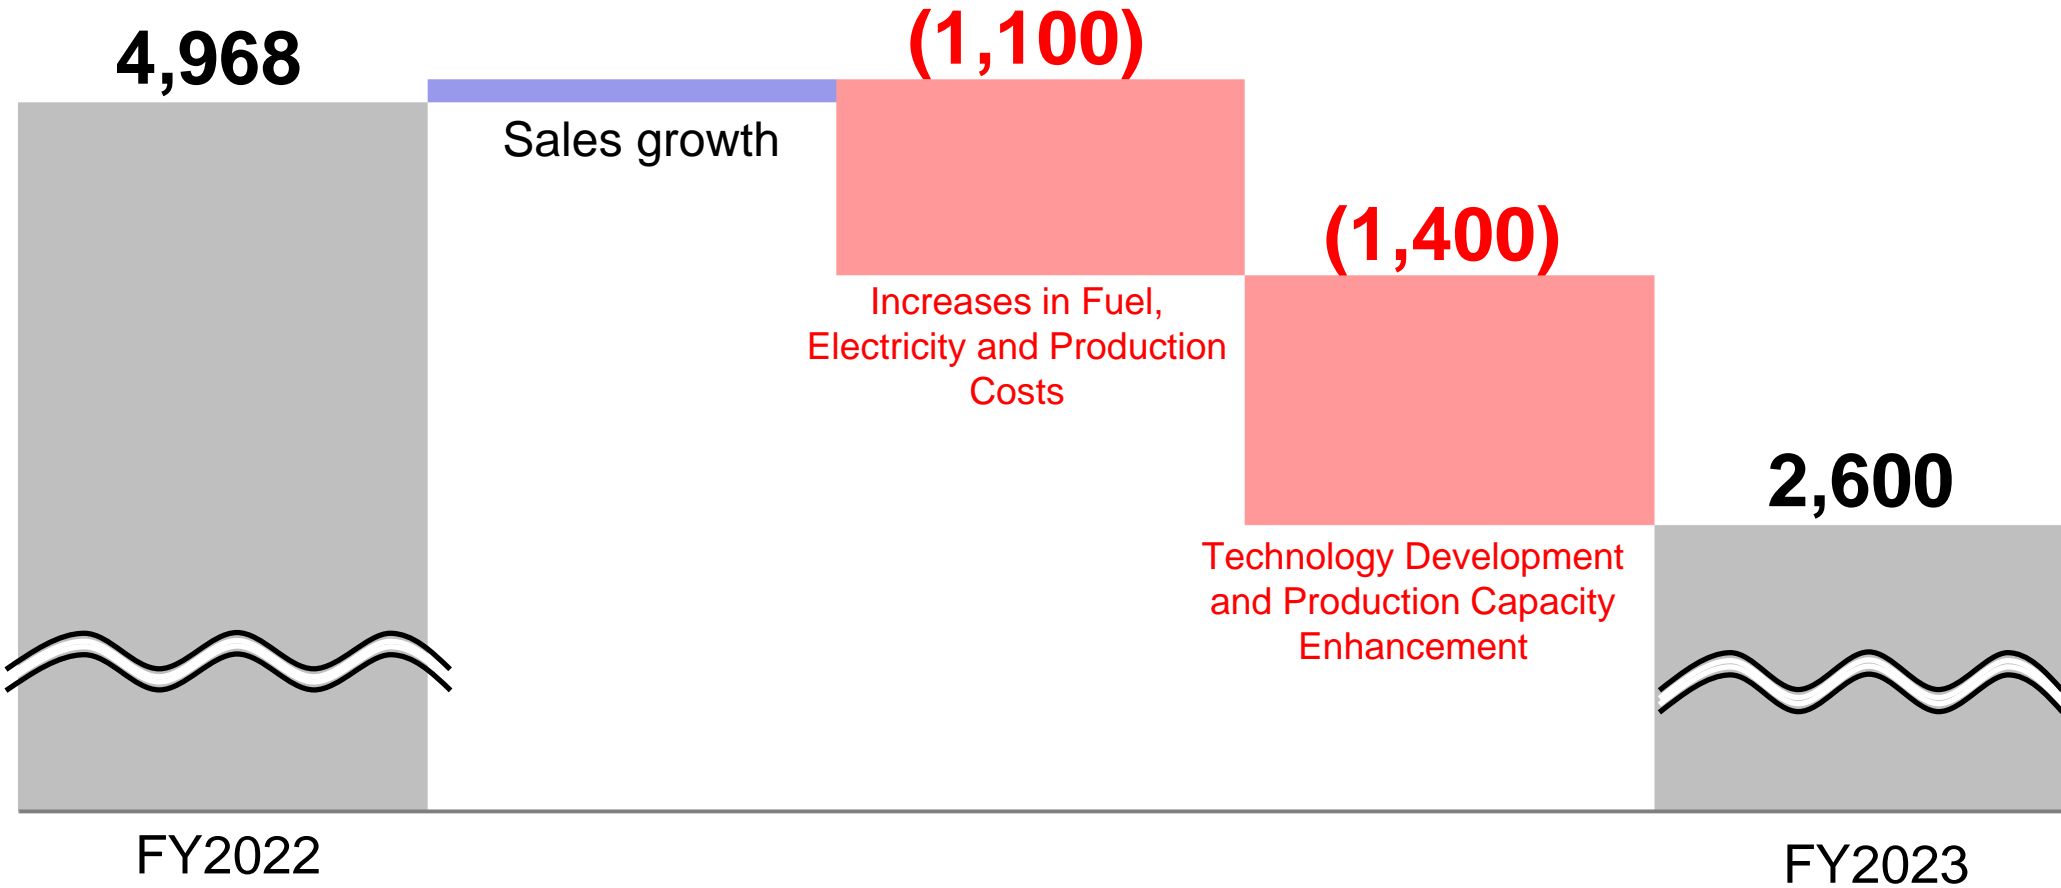 4,968
Sales growth
(1,100)
Increases in Fuel,
Electricity and Production
Costs
(1,400)
Technology Development
and Production Capacity
Enhancement
2,600
FY2022
FY2023